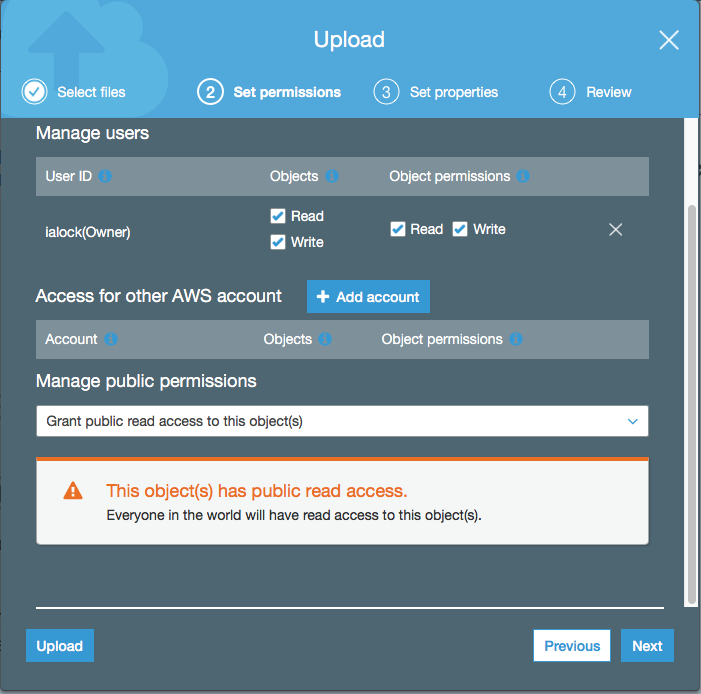 Upload
Select files
2 Set permissions
3 Set properties
4 Review
Manage users
User ID Objects Object permissions
ialock(Owner)
Read
Write
Read Write
Access for other AWS account
Add account
Account Objects Object permissions
Manage public permissions
Grant public read access to this object(s)
This object(s) has public read access.
Everyone in the world will have read access to this object(s).
Upload Previous Next